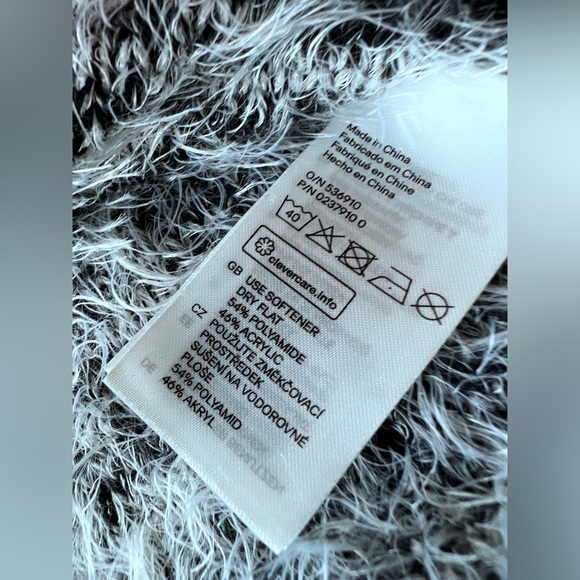 Made in China
Fabricado em China
Fabriqué en Chine
Hecho en China
O/N 536910
P/N 0237910 0
40
clevercare.info
GB USE SOFTENER
DRY FLAT
54% POLYAMIDE
46% ACRYLIC
CZ POUŽIJTE ZMĚKČOVACÍ
PROSTŘEDEK
SUŠENÍ NA VODOROVNÉ
PLOŠE
54% POLYAMID
46% AKRYL
DE